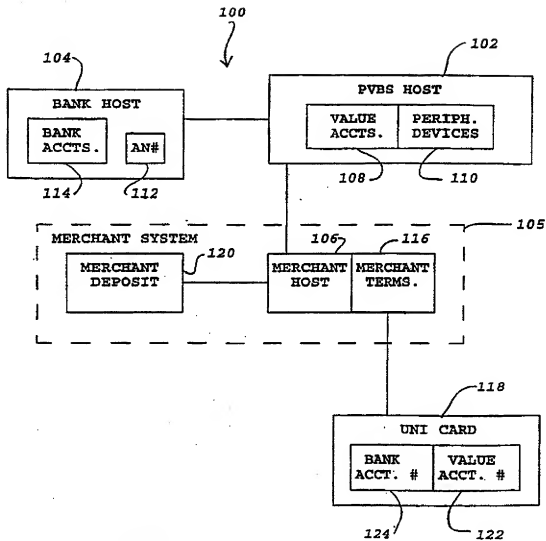 100
104
102
BANK HOST
BANK
ACCTS.
AN#
114
112
PVBS HOST
VALUE
ACCTS.
PERIPH.
DEVICES
108
110
105
MERCHANT SYSTEM
120
106
116
MERCHANT
DEPOSIT
MERCHANT
HOST
MERCHANT
TERMS.
118
UNI CARD
BANK
ACCT. #
VALUE
ACCT. #
124
122